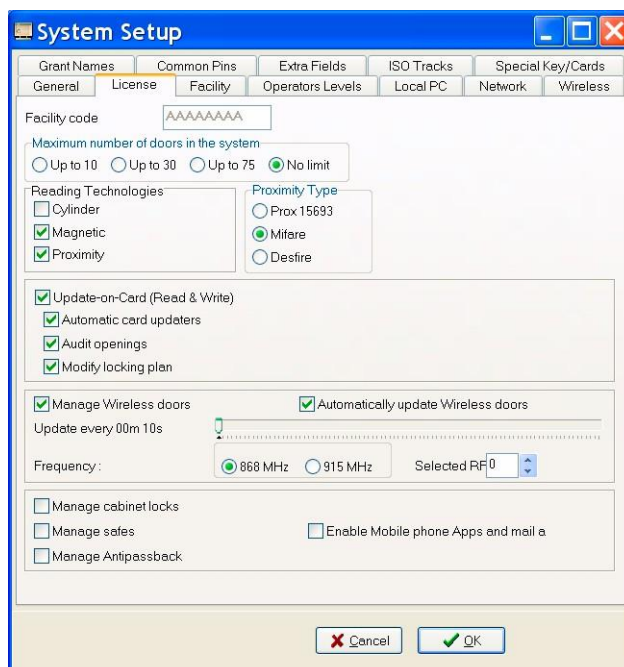 System Setup
Grant Names Common Pins Extra Fields ISO Tracks Special Key/Cards
General License Facility Operators Levels Local PC Network Wireless
Facility code AAAAAAAA
Maximum number of doors in the system
Up to 10 Up to 30 Up to 75 No limit
Reading Technologies Proximity Type
Cylinder Prox 15693
Magnetic Mifare
Proximity Desfire
Update-on-Card (Read & Write)
Automatic card updaters
Audit openings
Modify locking plan
Manage Wireless doors Automatically update Wireless doors
Update every 00m 10s
Frequency : 868 MHz 915 MHz Selected RF 0
Manage cabinet locks
Manage safes Enable Mobile phone Apps and mail a
Manage Antipassback
Cancel OK